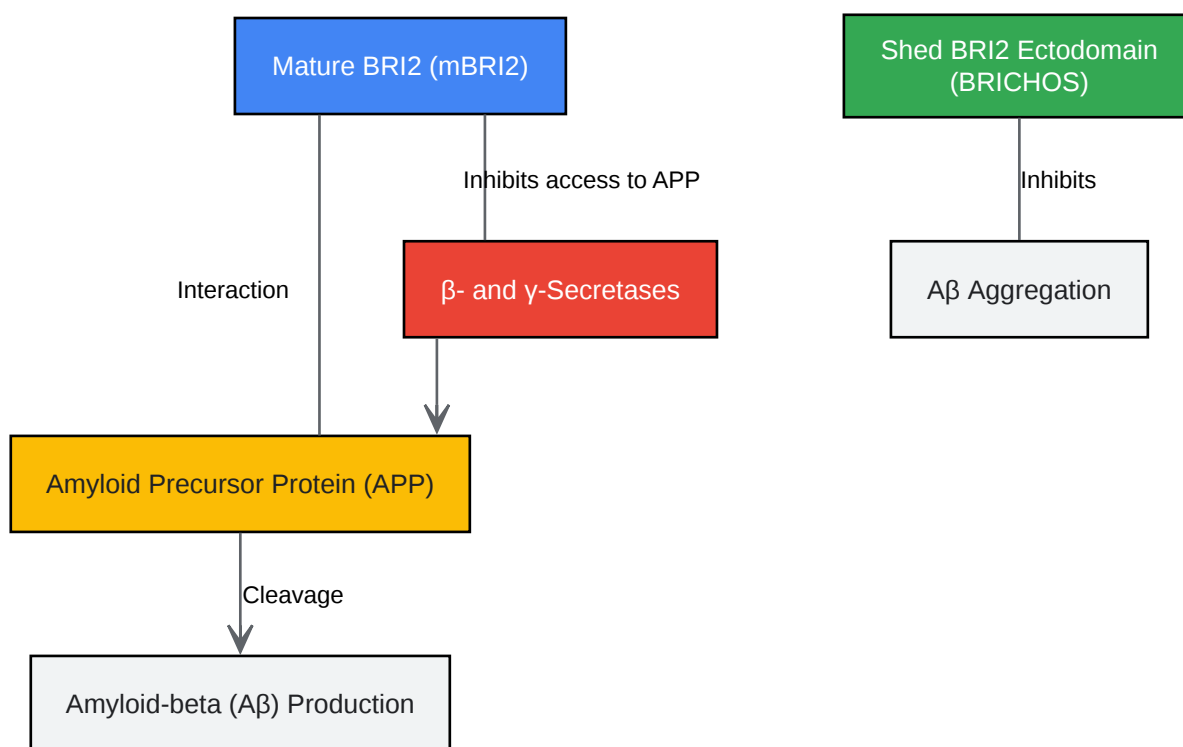 Mature BRI2 (mBRI2)
Shed BRI2 Ectodomain
(BRICHOS)
Inhibits access to APP
Inhibits
β- and γ-Secretases
Aβ Aggregation
Interaction
Amyloid Precursor Protein (APP)
Cleavage
Amyloid-beta (Aβ) Production